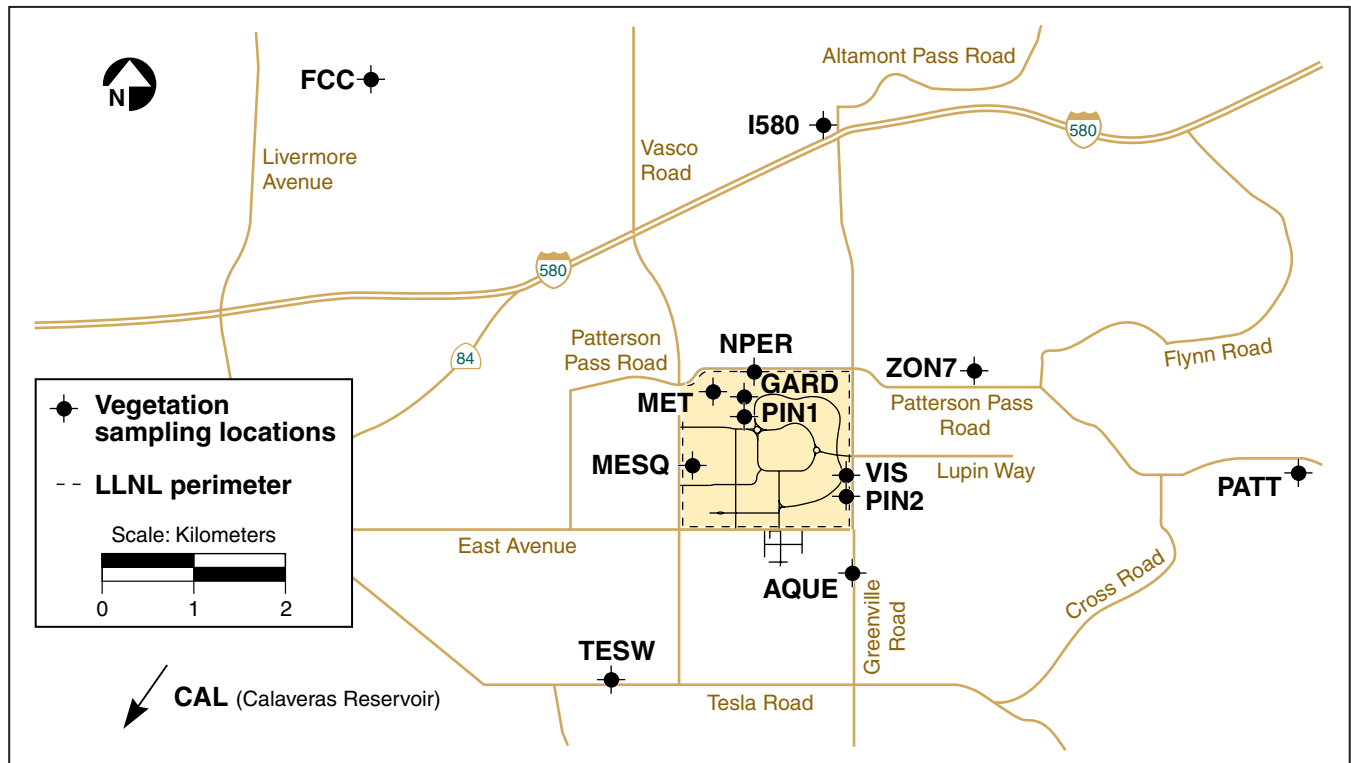 N
FCC
Altamont Pass Road
I580
580
Vasco
Road
Livermore
Avenue
580
Patterson
Pass Road
84
NPER
ZON7
Flynn Road
GARD
MET
PIN1
Patterson Pass
Road
MESQ
VIS
Lupin Way
PIN2
PATT
Vegetation
sampling locations
LLNL perimeter
Scale: Kilometers
0 1 2
East Avenue
AQUE
Greenville
Road
Cross Road
TESW
Tesla Road
CAL (Calaveras Reservoir)